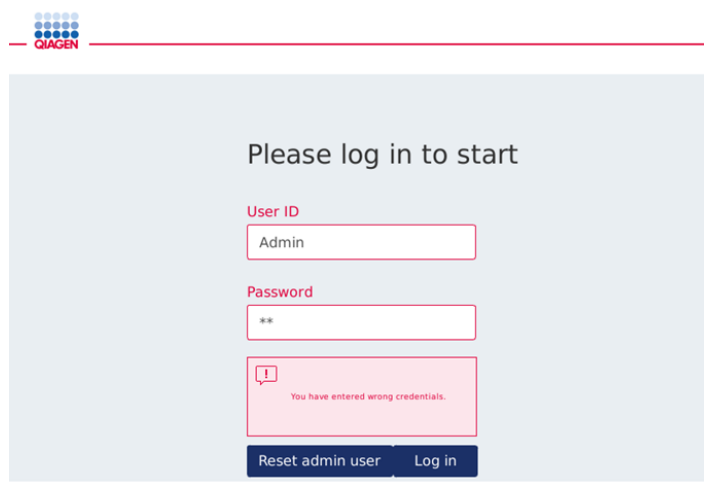 QIAGEN
Please log in to start
User ID
Admin
Password
**
!
You have entered wrong credentials.
Reset admin user
Log in